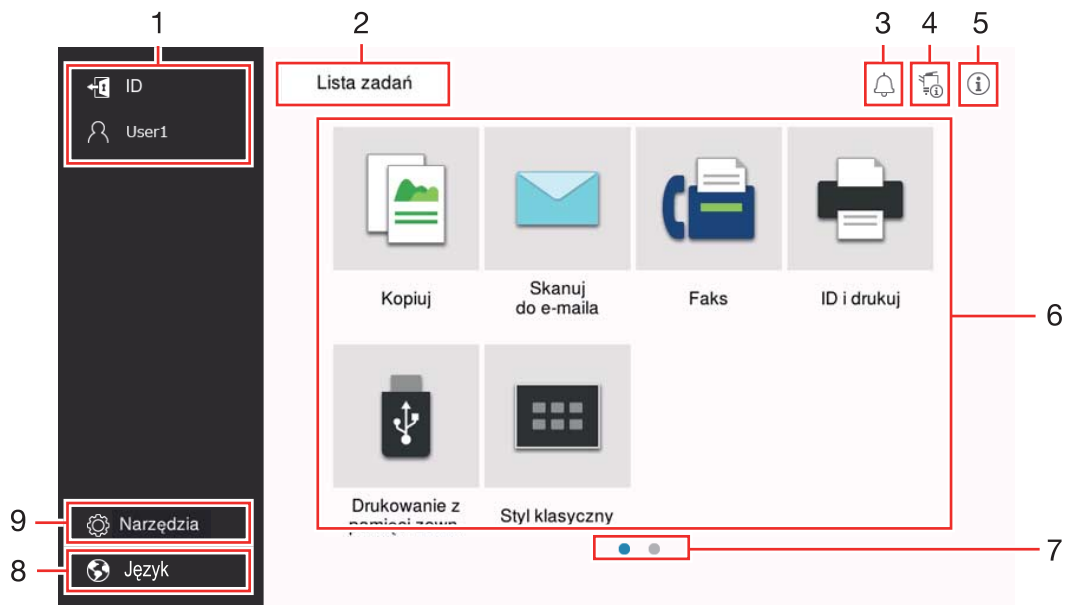 1
2
3
4
5
ID
User1
Lista zadań
Kopiuj
Skanuj
do e-maila
Faks
ID i drukuj
6
Drukowanie z
Styl klasyczny
9
Narzędzia
8
Język
7